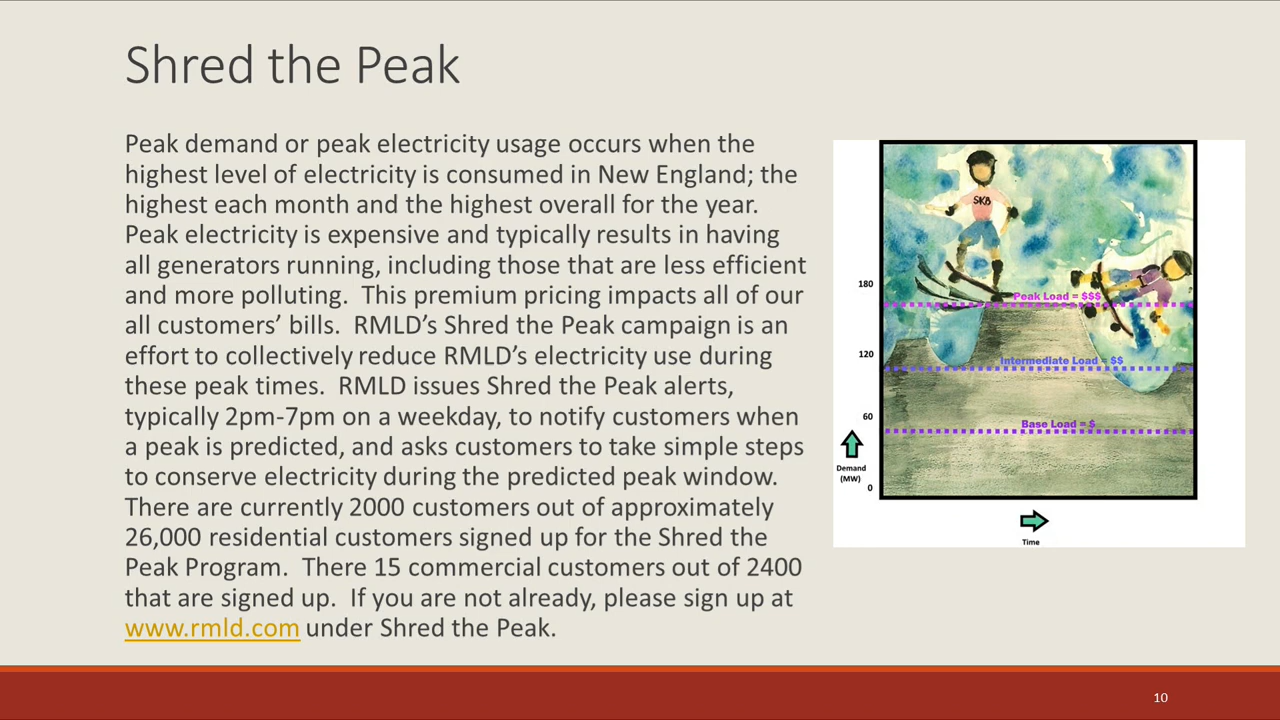 Shred the Peak
Peak demand or peak electricity usage occurs when the
highest level of electricity is consumed in New England; the
highest each month and the highest overall for the year.
Peak electricity is expensive and typically results in having
all generators running, including those that are less efficient
and more polluting.  This premium pricing impacts all of our
all customers’ bills.  RMLD’s Shred the Peak campaign is an
effort to collectively reduce RMLD’s electricity use during
these peak times.  RMLD issues Shred the Peak alerts,
typically 2pm-7pm on a weekday, to notify customers when
a peak is predicted, and asks customers to take simple steps
to conserve electricity during the predicted peak window.
There are currently 2000 customers out of approximately
26,000 residential customers signed up for the Shred the
Peak Program.  There 15 commercial customers out of 2400
that are signed up.  If you are not already, please sign up at
www.rmld.com under Shred the Peak.
SK8
180
Peak Load = $$$
120
Intermediate Load = $$
60
Base Load = $
Demand
(MW)
0
Time
10